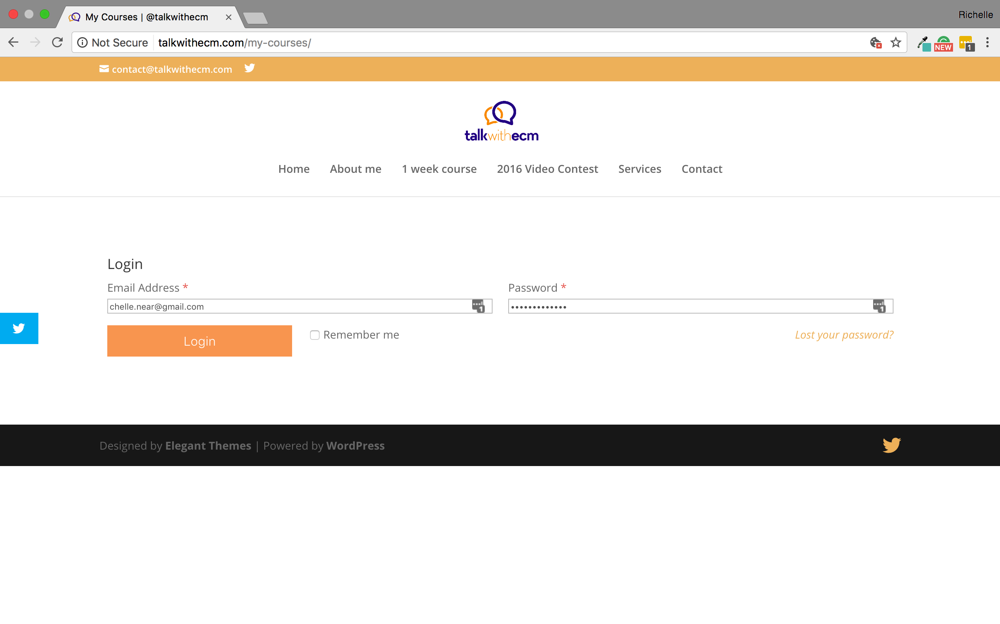 My Courses | @talkwithecm
Richelle
Not Secure talkwithecm.com/my-courses/
NEW
1
contact@talkwithecm.com
talkwithecm
Home About me 1 week course 2016 Video Contest Services Contact
Login
Email Address * Password *
chelle.near@gmail.com 1 ••••••••••••• 1
Login Remember me Lost your password?
Designed by Elegant Themes | Powered by WordPress